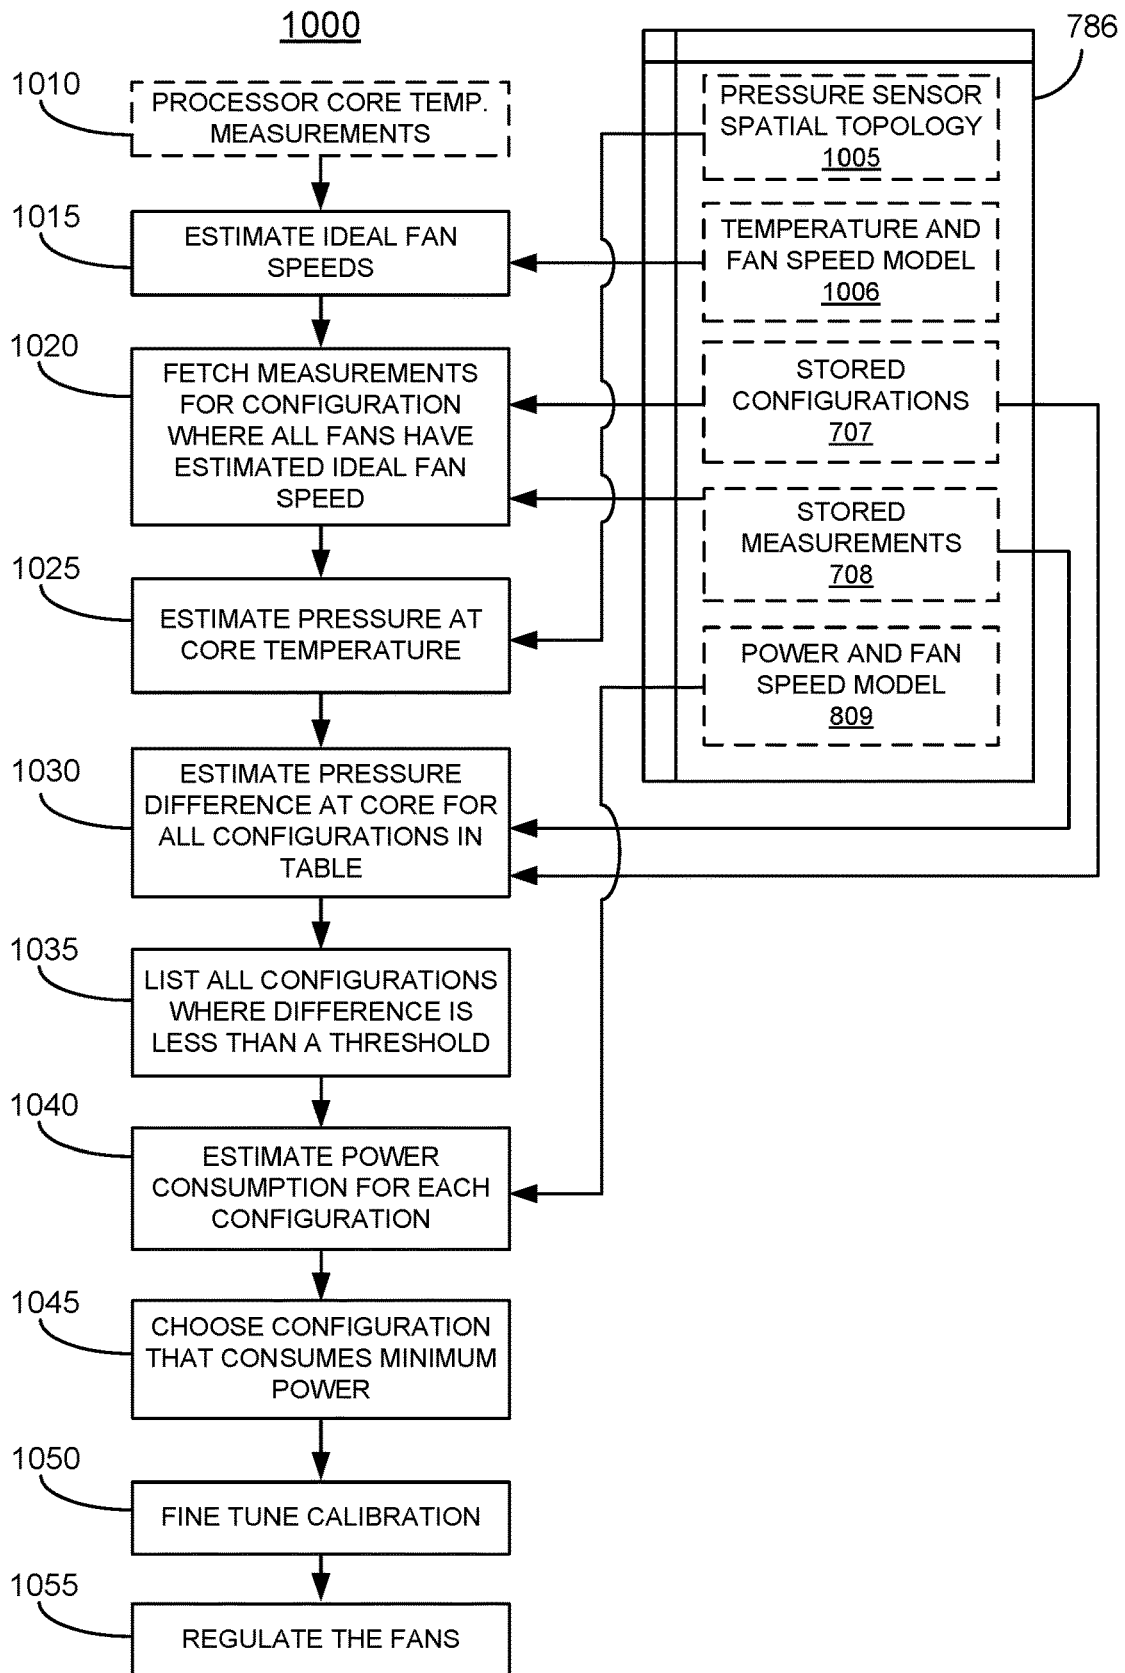 1000
786
1010
PROCESSOR CORE TEMP.
MEASUREMENTS
1015
ESTIMATE IDEAL FAN
SPEEDS
1020
FETCH MEASUREMENTS
FOR CONFIGURATION
WHERE ALL FANS HAVE
ESTIMATED IDEAL FAN
SPEED
1025
ESTIMATE PRESSURE AT
CORE TEMPERATURE
1030
ESTIMATE PRESSURE
DIFFERENCE AT CORE FOR
ALL CONFIGURATIONS IN
TABLE
1035
LIST ALL CONFIGURATIONS
WHERE DIFFERENCE IS
LESS THAN A THRESHOLD
1040
ESTIMATE POWER
CONSUMPTION FOR EACH
CONFIGURATION
1045
CHOOSE CONFIGURATION
THAT CONSUMES MINIMUM
POWER
1050
FINE TUNE CALIBRATION
1055
REGULATE THE FANS
PRESSURE SENSOR
SPATIAL TOPOLOGY
1005
TEMPERATURE AND
FAN SPEED MODEL
1006
STORED
CONFIGURATIONS
707
STORED
MEASUREMENTS
708
POWER AND FAN
SPEED MODEL
809